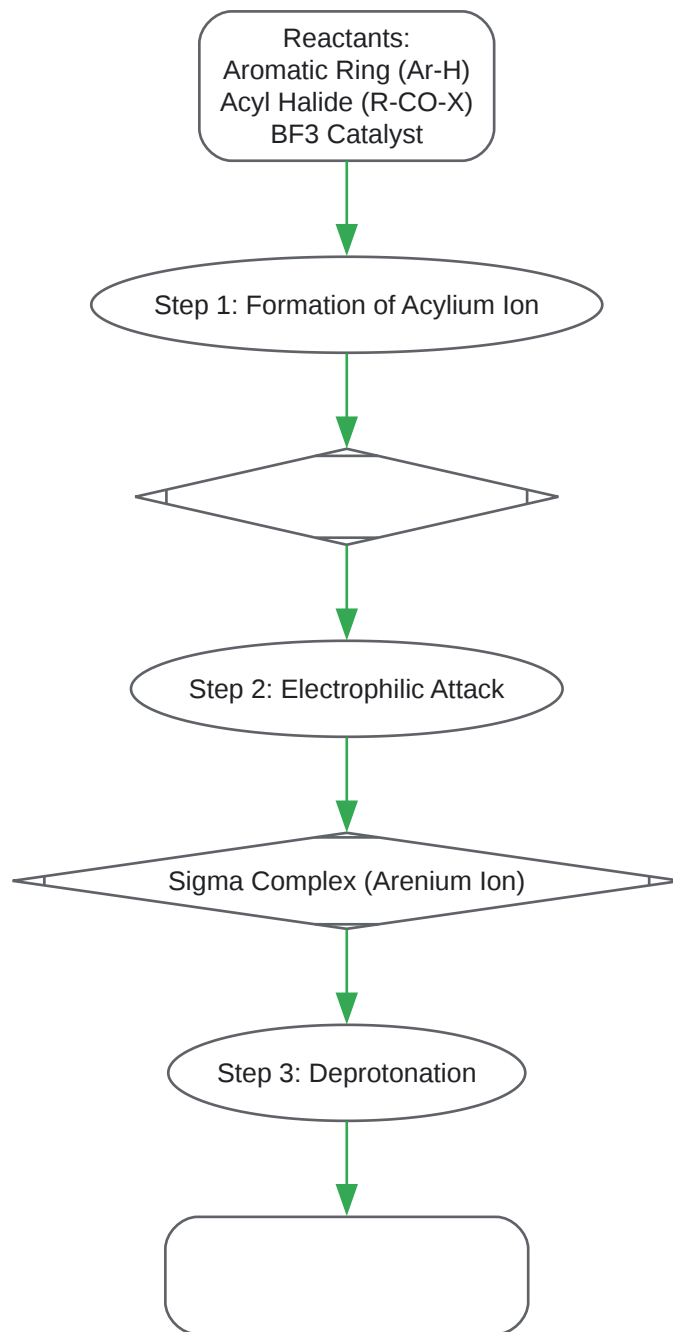 Reactants:
Aromatic Ring (Ar-H)
Acyl Halide (R-CO-X)
BF3 Catalyst
Step 1: Formation of Acylium Ion
Step 2: Electrophilic Attack
Sigma Complex (Arenium Ion)
Step 3: Deprotonation